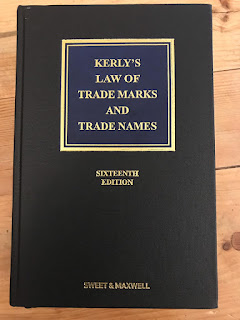 KERLY'S
LAW OF
TRADE MARKS
AND
TRADE NAMES
SIXTEENTH
EDITION
SWEET & MAXWELL